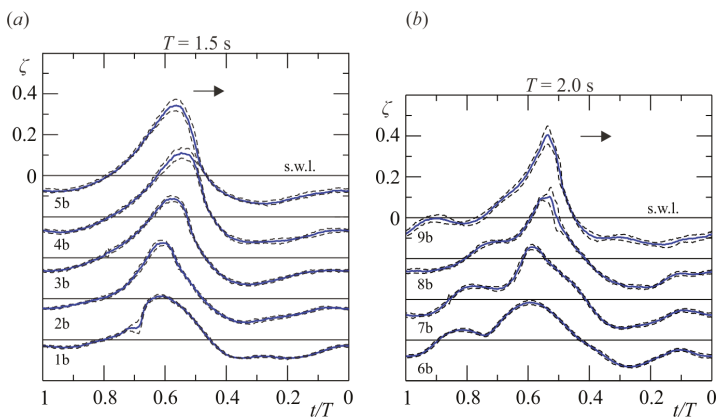 (a)
(b)
T = 1.5 s
T = 2.0 s
ζ
ζ
0.4
0.2
0
s.w.l.
5b
4b
3b
2b
1b
1
0.8
0.6
0.4
0.2
0
t/T
0.4
0.2
0
s.w.l.
9b
8b
7b
6b
1
0.8
0.6
0.4
0.2
0
t/T